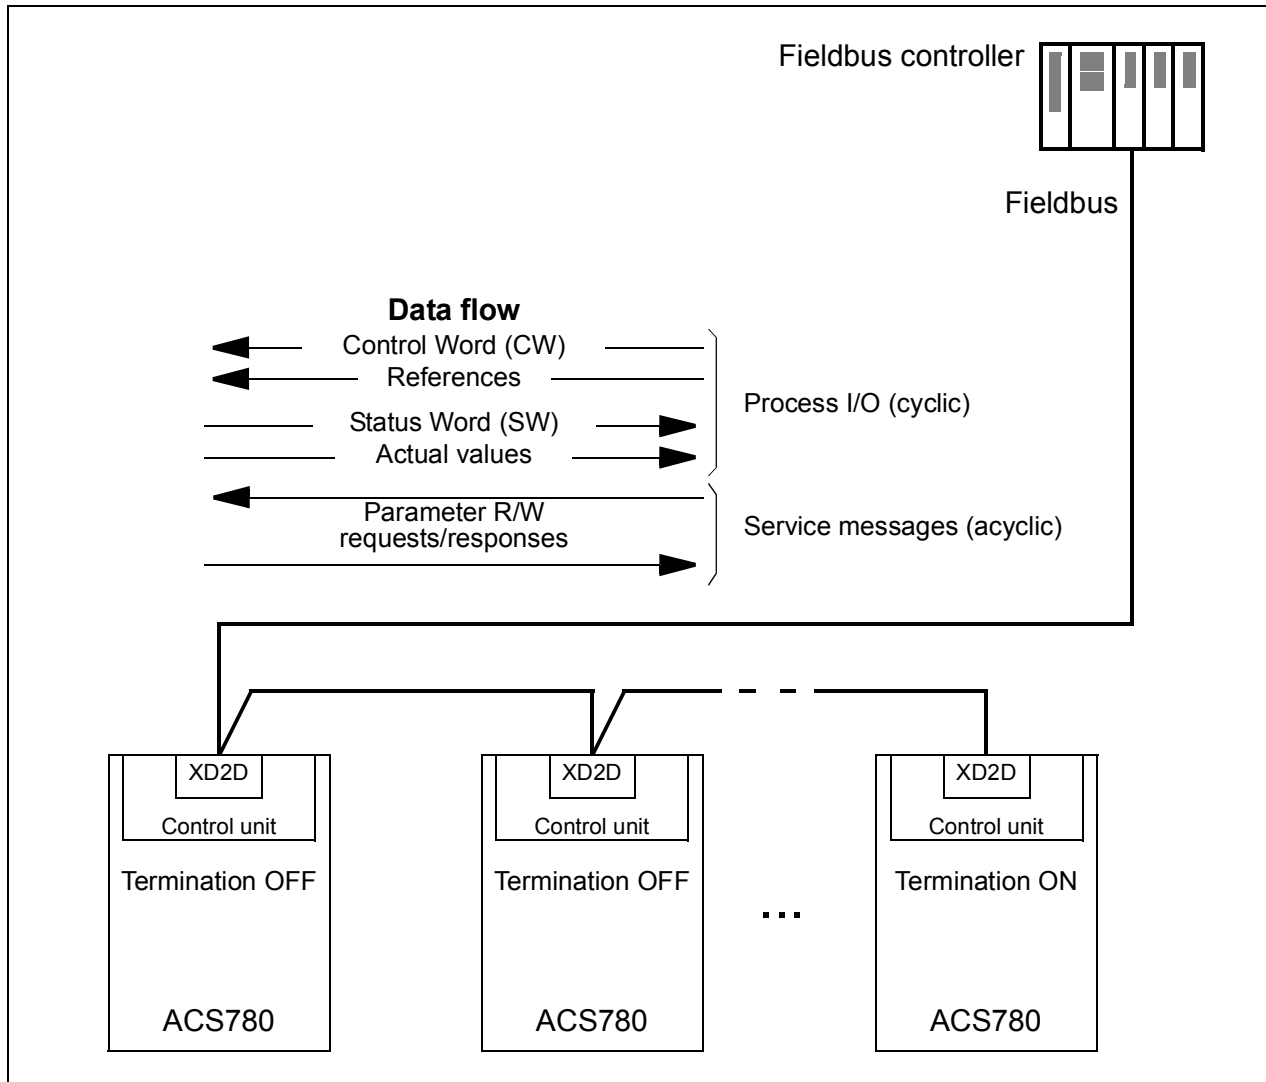 Fieldbus controller
Fieldbus
Data flow
Control Word (CW)
References
Status Word (SW)
Actual values
Process I/O (cyclic)
Parameter R/W
requests/responses
Service messages (acyclic)
XD2D
Control unit
Termination OFF
ACS780
XD2D
Control unit
Termination OFF
ACS780
...
XD2D
Control unit
Termination ON
ACS780